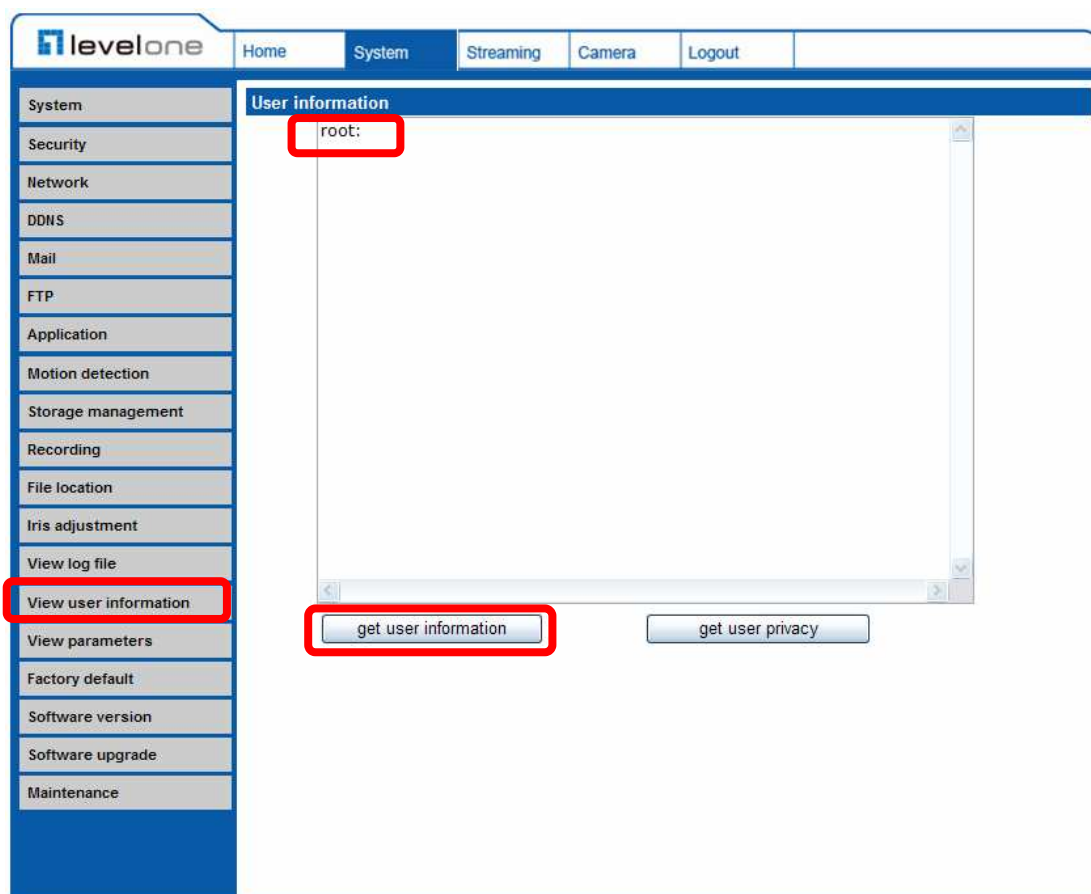 levelone
Home System Streaming Camera Logout
System
Security
Network
DDNS
Mail
FTP
Application
Motion detection
Storage management
Recording
File location
Iris adjustment
View log file
View user information
View parameters
Factory default
Software version
Software upgrade
Maintenance
User information
root:
get user information get user privacy